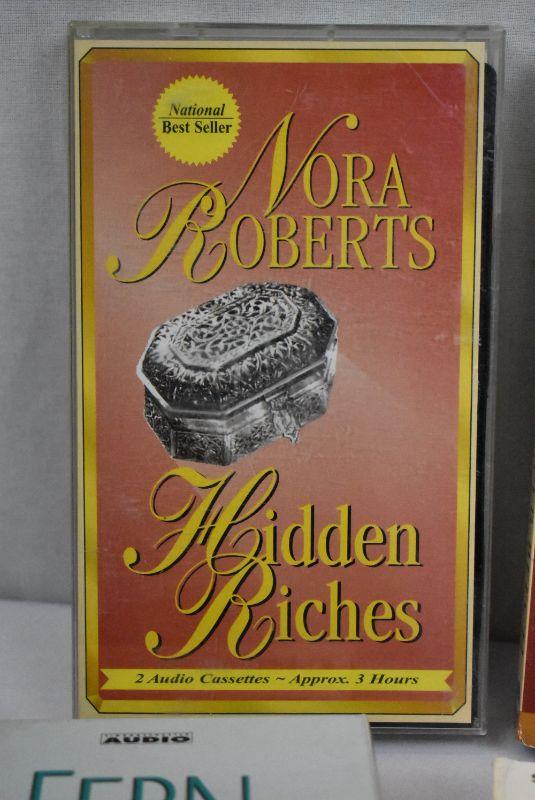 National
Best Seller
Nora
Roberts
Hidden
Riches
2 Audio Cassettes ~ Approx. 3 Hours
AUDIO
FERN